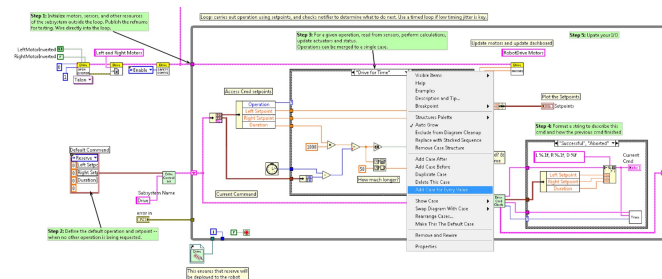 Step 1: Initialize motors, sensors, and other resources
of the subsystem outside the loop. Publish the refnums
for testing. Wire directly into the loop.
Loop: carries out operation using setpoints, and checks notifier to determine what to do next. Use a timed loop if low timing jitter is key.
Step 3: For a given operation, read from sensors, perform calculations,
update actuators and status.
Operations can be merged to a single case.
Update motors and update dashboard
Step 5: Update your I/O
LeftMotorInverted
RightMotorInverted
Left and Right Motors
Enable
Talon
RobotDrive Motors
"Drive for Time"
Access Cmd setpoints
Operation
Left Setpoint
Right Setpoint
Duration
1000
50
How much longer?
Current Command
Visible Items
Help
Examples
Description and Tip...
Breakpoint
Structures Palette
Auto Grow
Exclude from Diagram Cleanup
Replace with Stacked Sequence
Remove Case Structure
Add Case After
Add Case Before
Duplicate Case
Delete This Case
Add Case for Every Value
Show Case
Swap Diagram With Case
Rearrange Cases...
Make This The Default Case
Remove and Rewire
Properties
Plot the Setpoints
Setpoints
Step 4: Format a string to describe this
cmd and how the previous cmd finished.
"Successful", "Aborted"
Current
Cmd
Left Setpoint
Right Setpoint
Duration
Default Command
Reserve
Left Setpo
Right Setp
Duration
Subsystem Name
Drive
error in
Step 2: Define the default operation and setpoint --
when no other operation is being requested.
This ensures that reserve will
be deployed to the robot